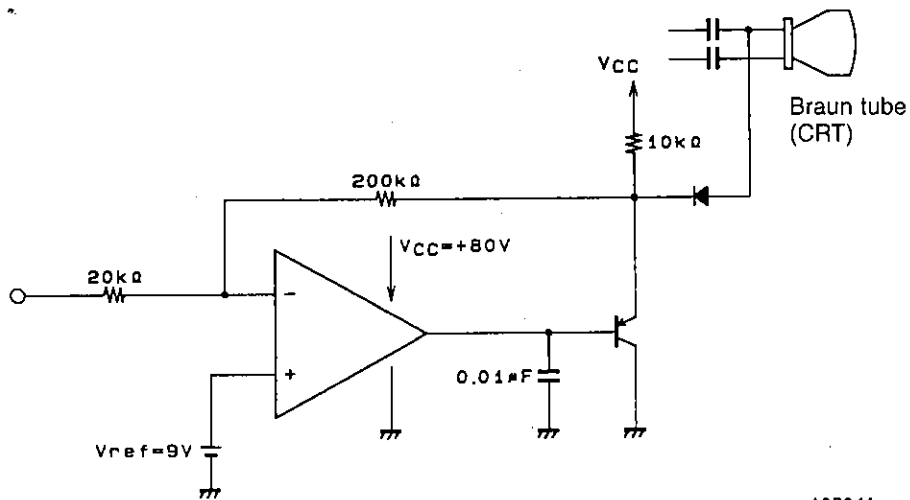 VCC
Braun tube
(CRT)
10kΩ
200kΩ
VCC=+80V
20kΩ
−
+
0.01μF
Vref=9V